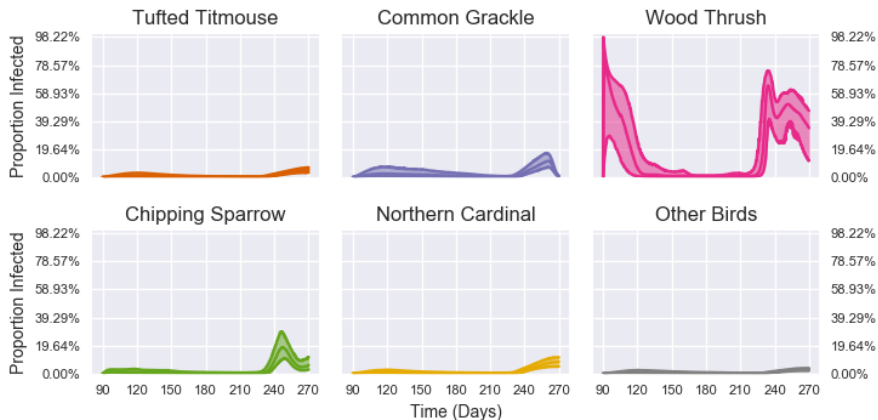 Tufted Titmouse Common Grackle Wood Thrush
98.22% 98.22%
78.57% 78.57%
58.93% 58.93%
39.29% 39.29%
19.64% 19.64%
0.00% 0.00%
Proportion Infected
Chipping Sparrow Northern Cardinal Other Birds
98.22% 98.22%
78.57% 78.57%
58.93% 58.93%
39.29% 39.29%
19.64% 19.64%
0.00% 0.00%
Proportion Infected
90 120 150 180 210 240 270 90 120 150 180 210 240 270 90 120 150 180 210 240 270
Time (Days)